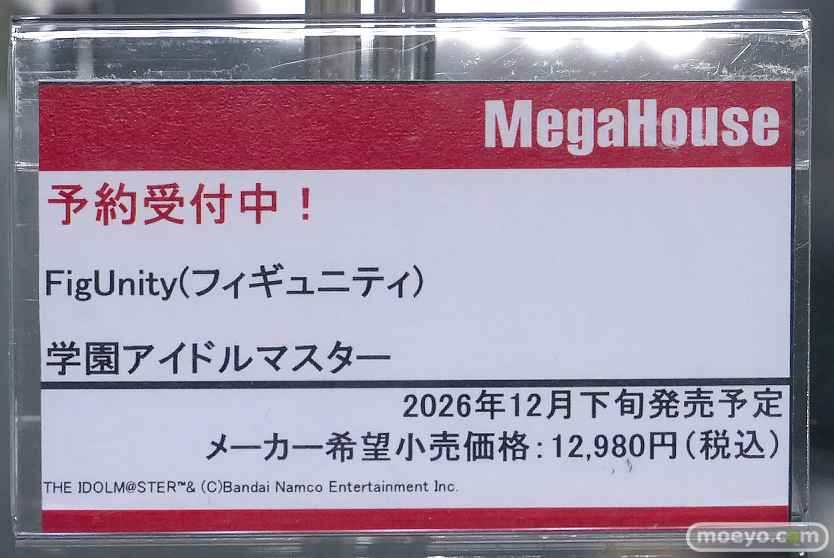 MegaHouse
予約受付中！
FigUnity(フィギュニティ)
学園アイドルマスター
2026年12月下旬発売予定
メーカー希望小売価格：12,980円（税込）
THE IDOLM@STER™& (C)Bandai Namco Entertainment Inc.
moeyo.com